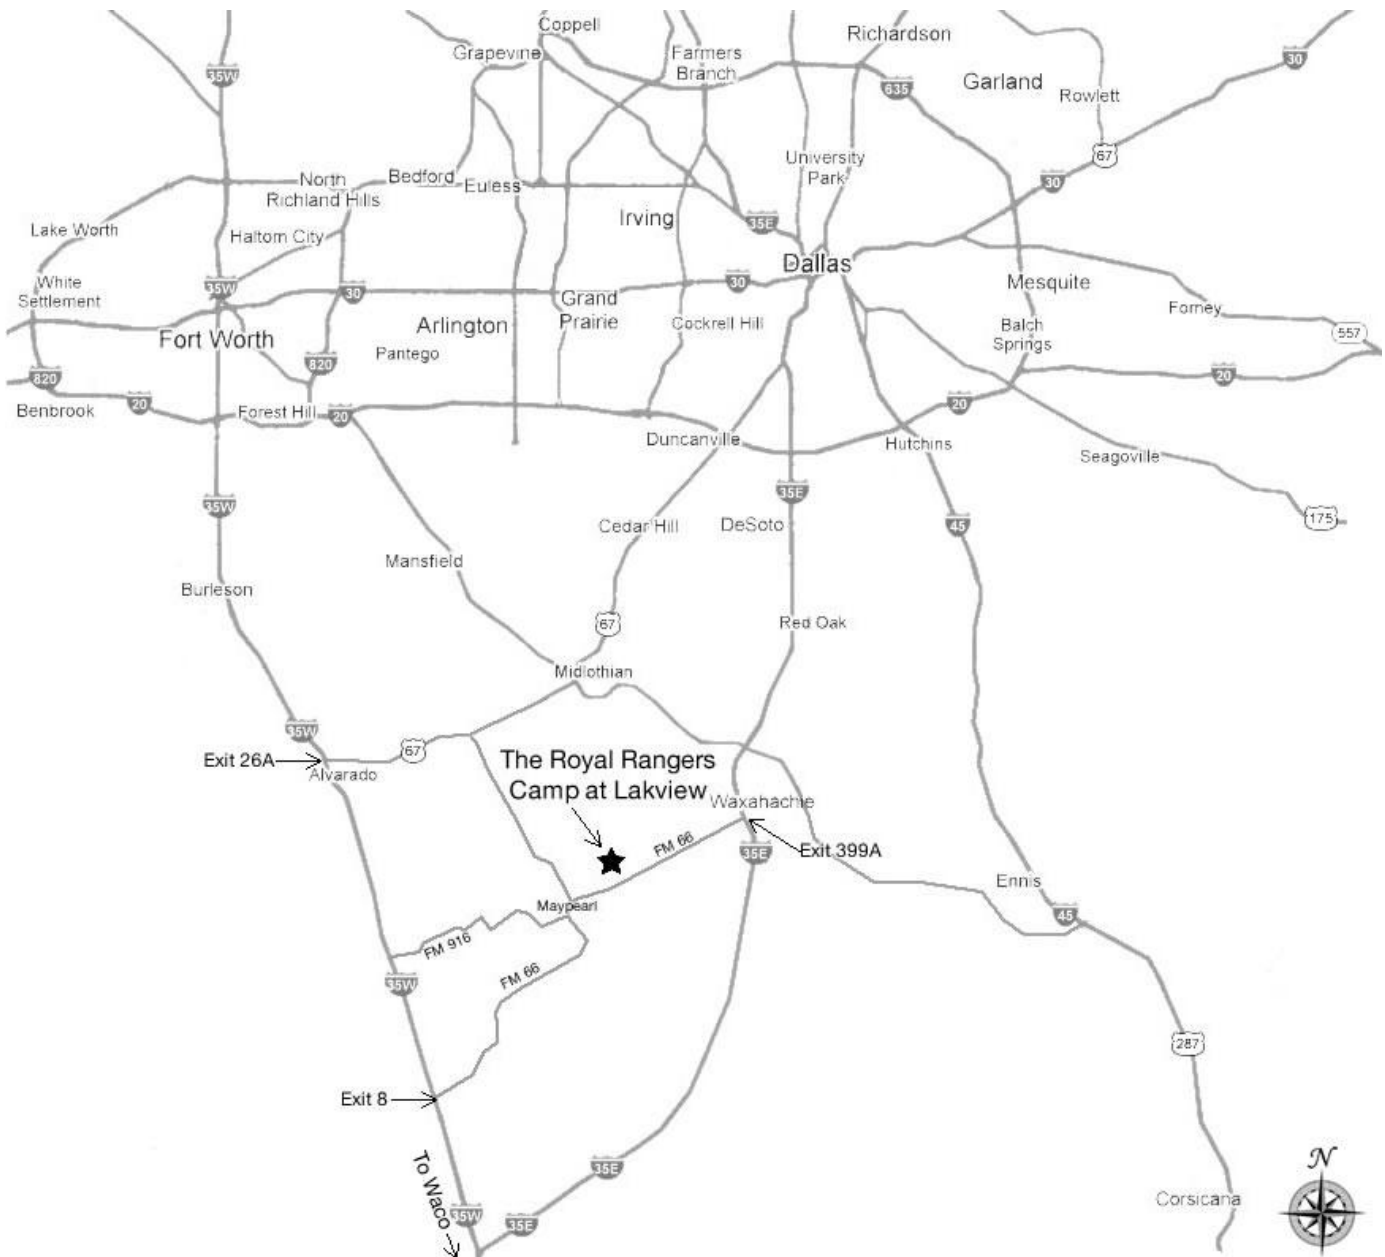 Coppell
Grapevine
Farmers
Branch
Richardson
Garland
Rowlett
30
35W
635
67
University
Park
30
North
Richland Hills
Bedford
Euless
Irving
35E
Lake Worth
Haltom City
Dallas
White
Settlement
35W
30
Grand
Prairie
30
Mesquite
Forney
Fort Worth
Arlington
Cockrell Hill
Balch
Springs
557
Pantego
820
820
20
Benbrook
20
Forest Hill
20
20
Duncanville
Hutchins
Seagoville
35W
35E
Cedar Hill
DeSoto
45
175
Mansfield
Burleson
67
Red Oak
Midlothian
35W
67
Exit 26A
Alvarado
The Royal Rangers
Camp at Lakview
Waxahachie
FM 66
35E
Exit 399A
Ennis
Maypearl
45
FM 916
FM 66
35W
287
Exit 8
To Waco
35E
35W
35E
Corsicana
N